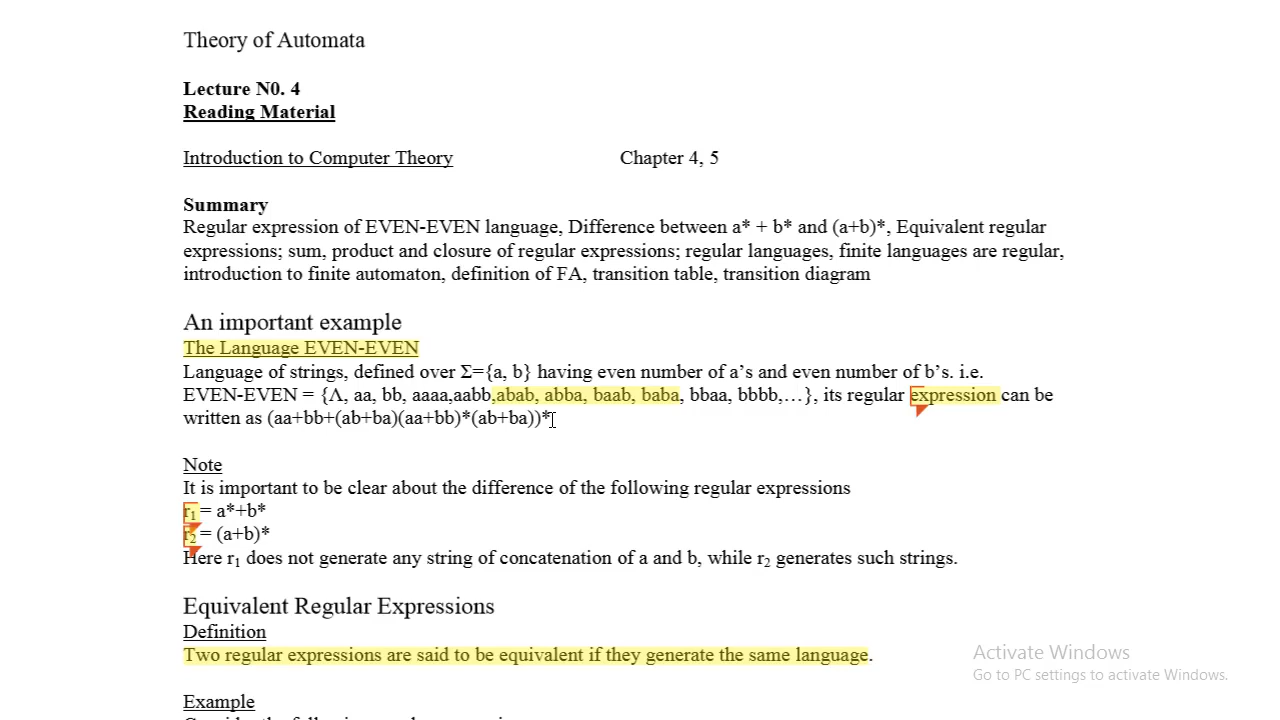 Theory of Automata
Lecture N0. 4
Reading Material
Introduction to Computer Theory Chapter 4, 5
Summary
Regular expression of EVEN-EVEN language, Difference between a* + b* and (a+b)*, Equivalent regular
expressions; sum, product and closure of regular expressions; regular languages, finite languages are regular,
introduction to finite automaton, definition of FA, transition table, transition diagram
An important example
The Language EVEN-EVEN
Language of strings, defined over Σ={a, b} having even number of a’s and even number of b’s. i.e.
EVEN-EVEN = {Λ, aa, bb, aaaa,aabb,abab, abba, baab, baba, bbaa, bbbb,…}, its regular expression can be
written as (aa+bb+(ab+ba)(aa+bb)*(ab+ba))*
Note
It is important to be clear about the difference of the following regular expressions
r₁ = a*+b*
r₂ = (a+b)*
Here r₁ does not generate any string of concatenation of a and b, while r₂ generates such strings.
Equivalent Regular Expressions
Definition
Two regular expressions are said to be equivalent if they generate the same language.
Activate Windows
Go to PC settings to activate Windows.
Example